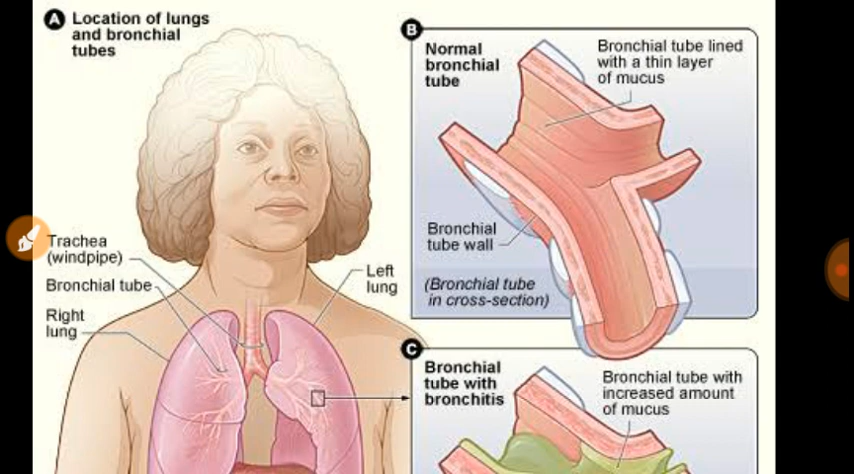 A Location of lungs
and bronchial
tubes
Trachea
(windpipe)
Bronchial tube
Right
lung
Left
lung
B
Normal
bronchial
tube
Bronchial tube lined
with a thin layer
of mucus
Bronchial
tube wall
(Bronchial tube
in cross-section)
C
Bronchial
tube with
bronchitis
Bronchial tube with
increased amount
of mucus